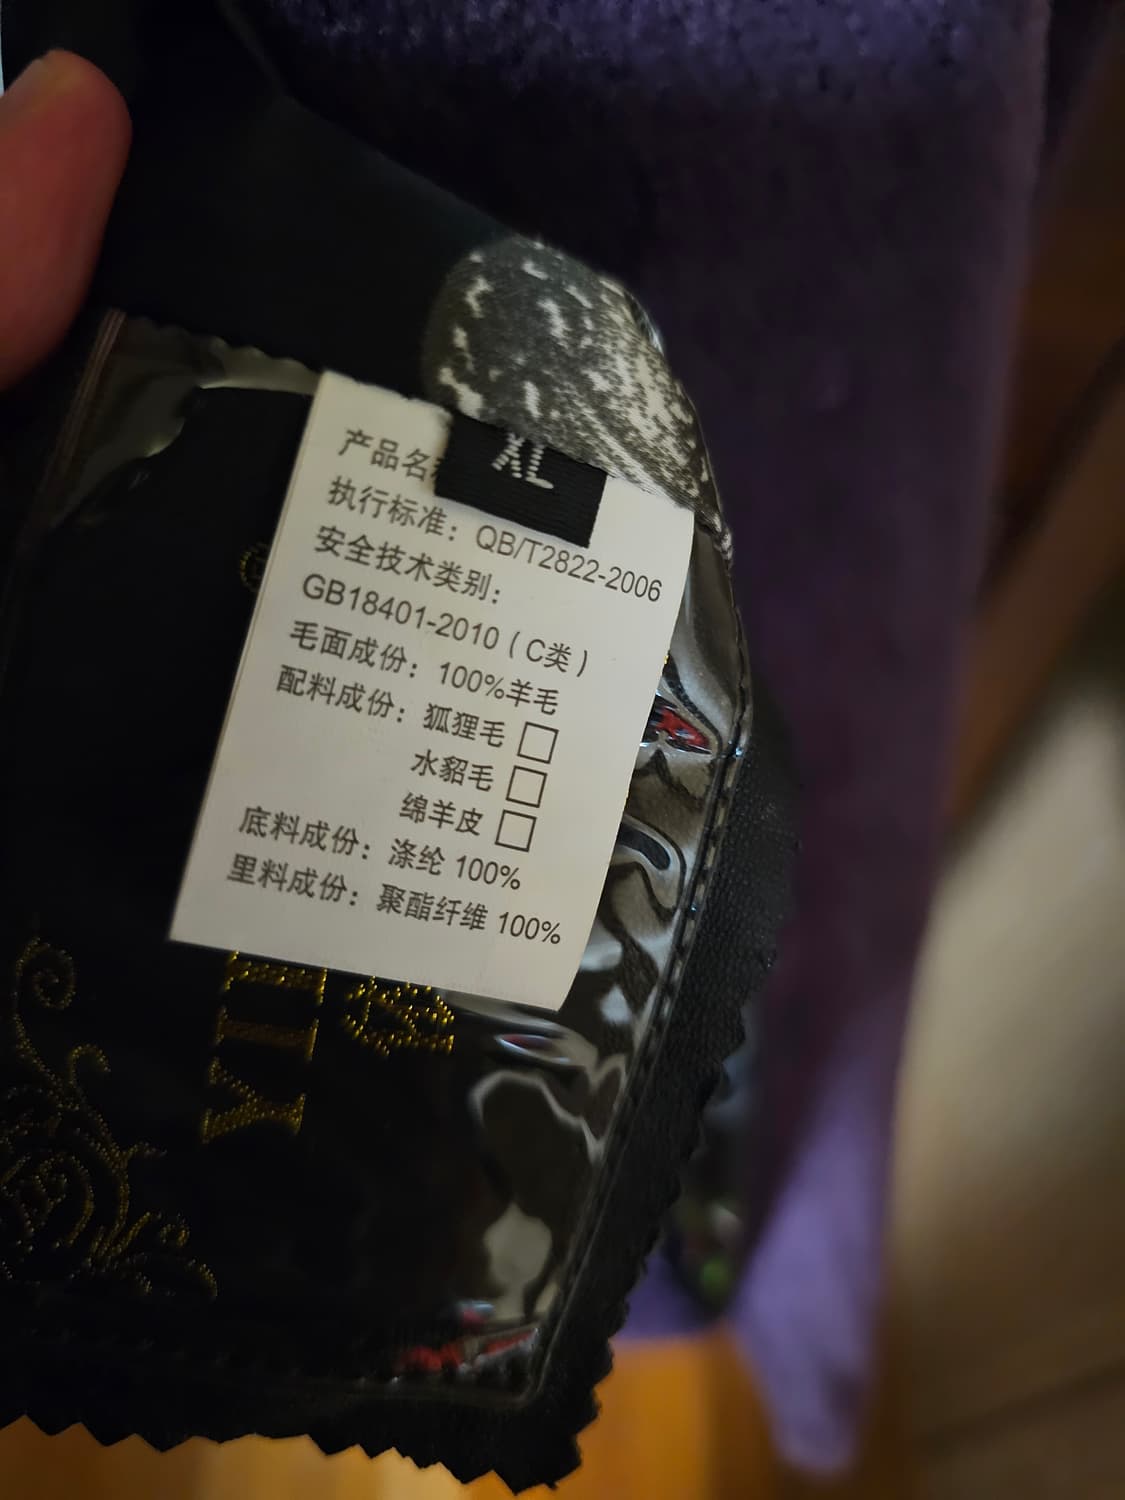 XL
产品名
执行标准：QB/T2822-2006
安全技术类别：
GB18401-2010（C类）
毛面成份：100%羊毛
配料成份：狐狸毛 □
水貂毛 □
绵羊皮 □
底料成份：涤纶 100%
里料成份：聚酯纤维 100%